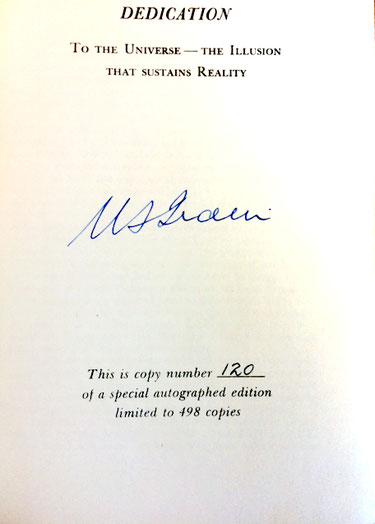 DEDICATION
TO THE UNIVERSE — THE ILLUSION
THAT SUSTAINS REALITY
This is copy number 120
of a special autographed edition
limited to 498 copies